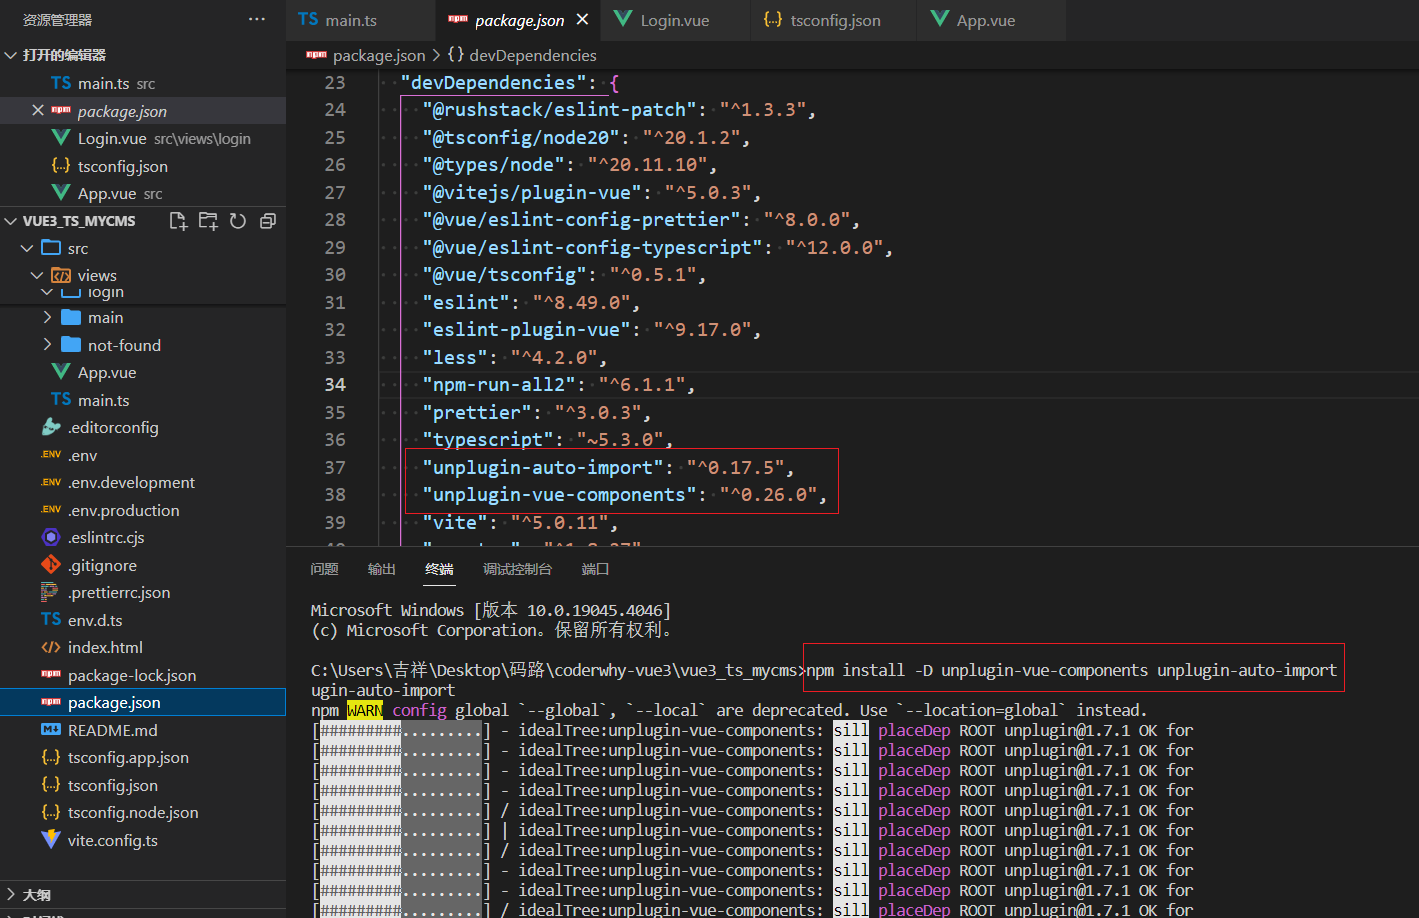 资源管理器
···
打开的编辑器
TS main.ts src
package.json
Login.vue src\views\login
{..} tsconfig.json
App.vue src
VUE3_TS_MYCMS
src
views
login
main
not-found
App.vue
TS main.ts
.editorconfig
.ENV .env
.ENV .env.development
.ENV .env.production
.eslintrc.cjs
.gitignore
.prettierrc.json
TS env.d.ts
index.html
package-lock.json
package.json
README.md
{..} tsconfig.app.json
{..} tsconfig.json
{..} tsconfig.node.json
vite.config.ts
大纲
TS main.ts
npm package.json
Login.vue
{..} tsconfig.json
App.vue
npm package.json > {} devDependencies
23 "devDependencies": {
24 "@rushstack/eslint-patch": "^1.3.3",
25 "@tsconfig/node20": "^20.1.2",
26 "@types/node": "^20.11.10",
27 "@vitejs/plugin-vue": "^5.0.3",
28 "@vue/eslint-config-prettier": "^8.0.0",
29 "@vue/eslint-config-typescript": "^12.0.0",
30 "@vue/tsconfig": "^0.5.1",
31 "eslint": "^8.49.0",
32 "eslint-plugin-vue": "^9.17.0",
33 "less": "^4.2.0",
34 "npm-run-all2": "^6.1.1",
35 "prettier": "^3.0.3",
36 "typescript": "~5.3.0",
37 "unplugin-auto-import": "^0.17.5",
38 "unplugin-vue-components": "^0.26.0",
39 "vite": "^5.0.11",
问题 输出 终端 调试控制台 端口
Microsoft Windows [版本 10.0.19045.4046]
(c) Microsoft Corporation。保留所有权利。
C:\Users\吉祥\Desktop\码路\coderwhy-vue3\vue3_ts_mycms>npm install -D unplugin-vue-components unplugin-auto-import
ugin-auto-import
npm WARN config global `--global`, `--local` are deprecated. Use `--location=global` instead.
[#########.........] - idealTree:unplugin-vue-components: sill placeDep ROOT unplugin@1.7.1 OK for
[#########.........] - idealTree:unplugin-vue-components: sill placeDep ROOT unplugin@1.7.1 OK for
[#########.........] - idealTree:unplugin-vue-components: sill placeDep ROOT unplugin@1.7.1 OK for
[#########.........] - idealTree:unplugin-vue-components: sill placeDep ROOT unplugin@1.7.1 OK for
[#########.........] / idealTree:unplugin-vue-components: sill placeDep ROOT unplugin@1.7.1 OK for
[#########.........] | idealTree:unplugin-vue-components: sill placeDep ROOT unplugin@1.7.1 OK for
[#########.........] / idealTree:unplugin-vue-components: sill placeDep ROOT unplugin@1.7.1 OK for
[#########.........] - idealTree:unplugin-vue-components: sill placeDep ROOT unplugin@1.7.1 OK for
[#########.........] - idealTree:unplugin-vue-components: sill placeDep ROOT unplugin@1.7.1 OK for
[#########.........] / idealTree:unplugin-vue-components: sill placeDep ROOT unplugin@1.7.1 OK for